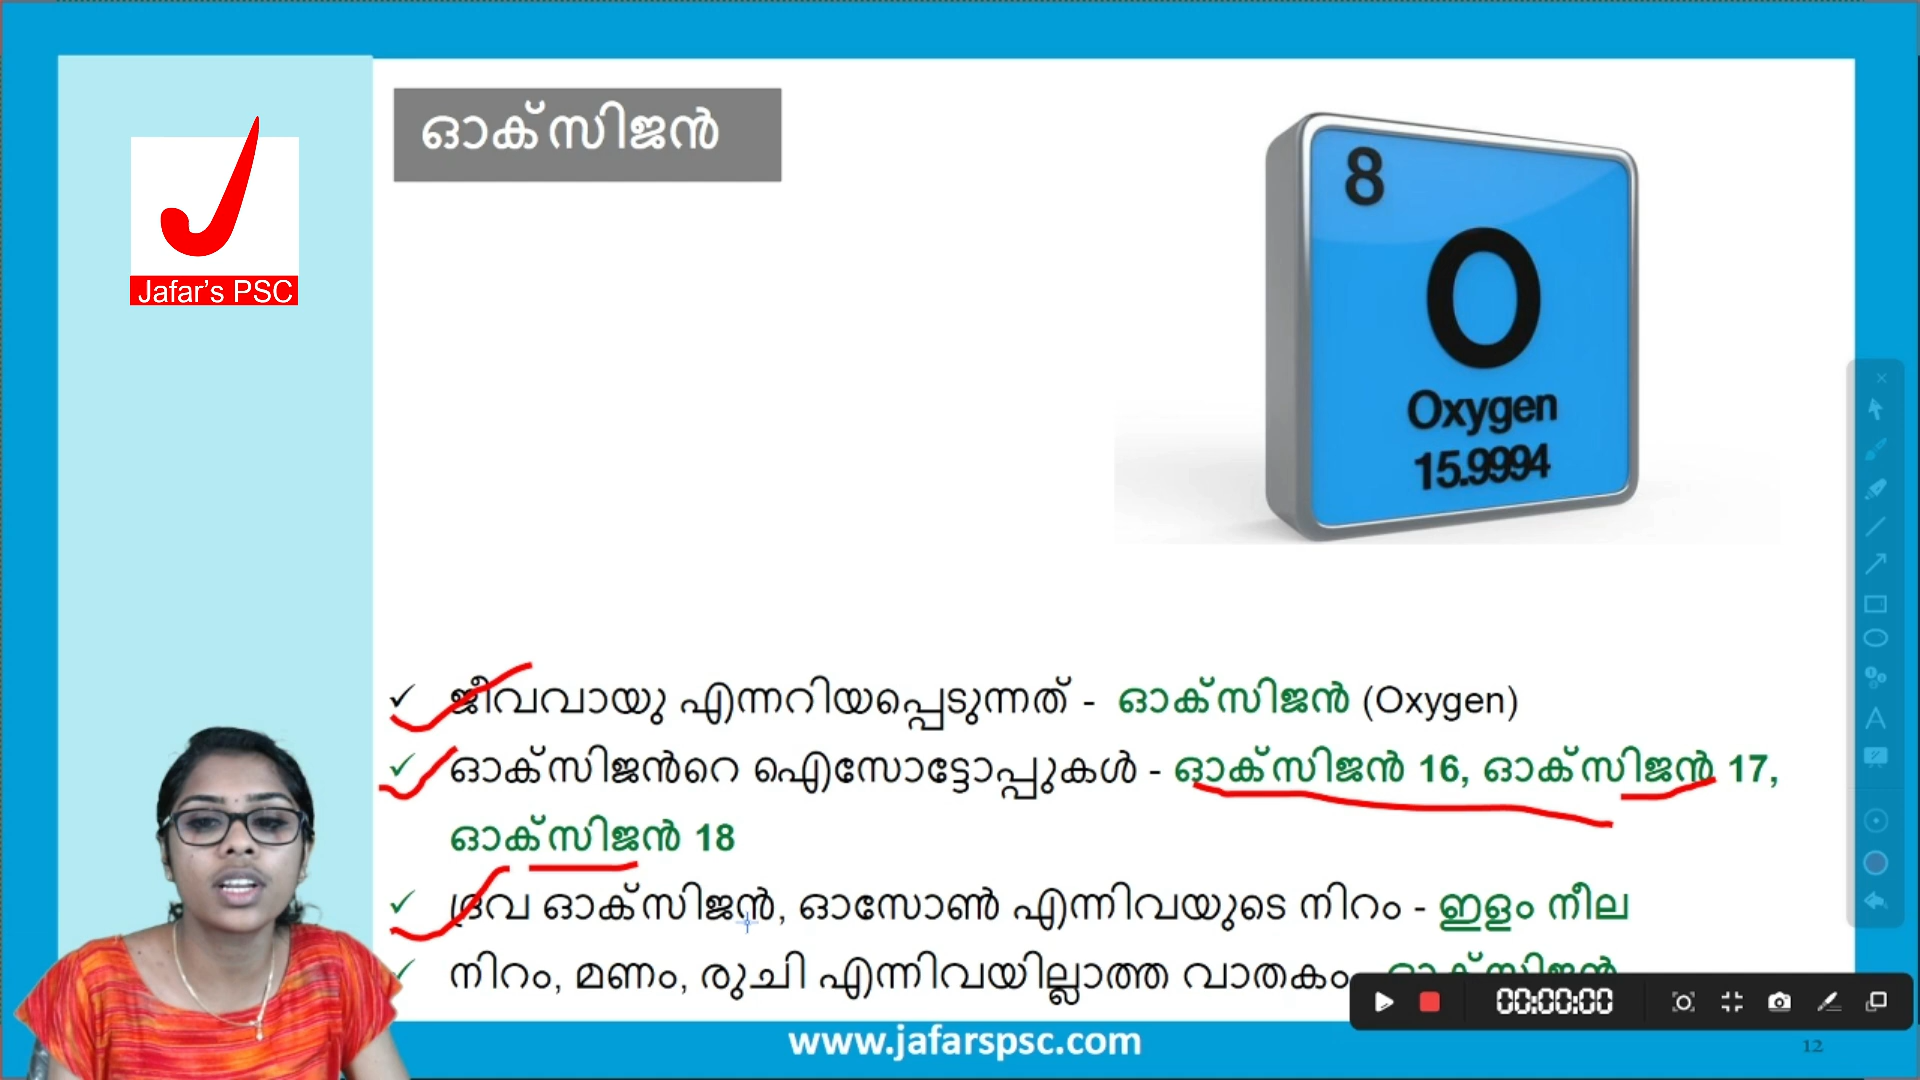 ഓക്സിജൻ
Jafar's PSC
8
O
Oxygen
15.9994
✓ ജീവവായു എന്നറിയപ്പെടുന്നത് - ഓക്സിജൻ (Oxygen)
✓ ഓക്സിജൻറെ ഐസോട്ടോപ്പുകൾ - ഓക്സിജൻ 16, ഓക്സിജൻ 17,
ഓക്സിജൻ 18
✓ ദ്രവ ഓക്സിജൻ, ഓസോൺ എന്നിവയുടെ നിറം - ഇളം നീല
✓ നിറം, മണം, രുചി എന്നിവയില്ലാത്ത വാതകം - ഓക്സിജൻ
00:00:00
www.jafarspsc.com
12